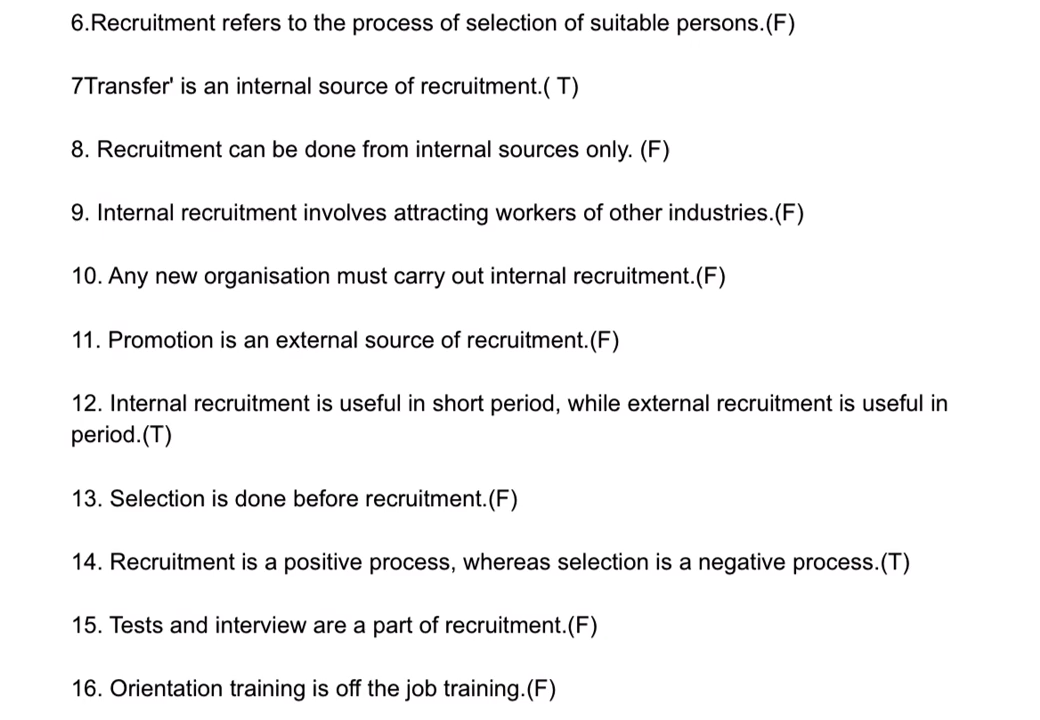 6.Recruitment refers to the process of selection of suitable persons.(F)
7Transfer' is an internal source of recruitment.( T)
8. Recruitment can be done from internal sources only. (F)
9. Internal recruitment involves attracting workers of other industries.(F)
10. Any new organisation must carry out internal recruitment.(F)
11. Promotion is an external source of recruitment.(F)
12. Internal recruitment is useful in short period, while external recruitment is useful in
period.(T)
13. Selection is done before recruitment.(F)
14. Recruitment is a positive process, whereas selection is a negative process.(T)
15. Tests and interview are a part of recruitment.(F)
16. Orientation training is off the job training.(F)